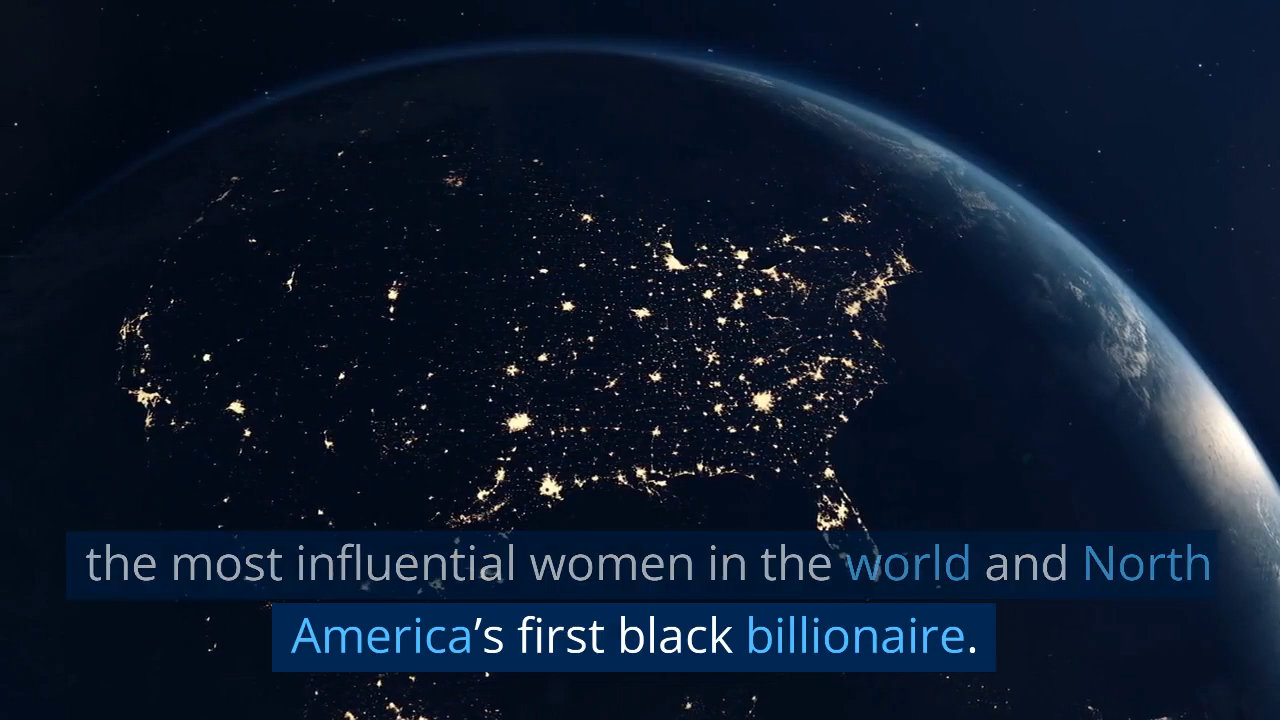 the most influential women in the world and North
America’s first black billionaire.